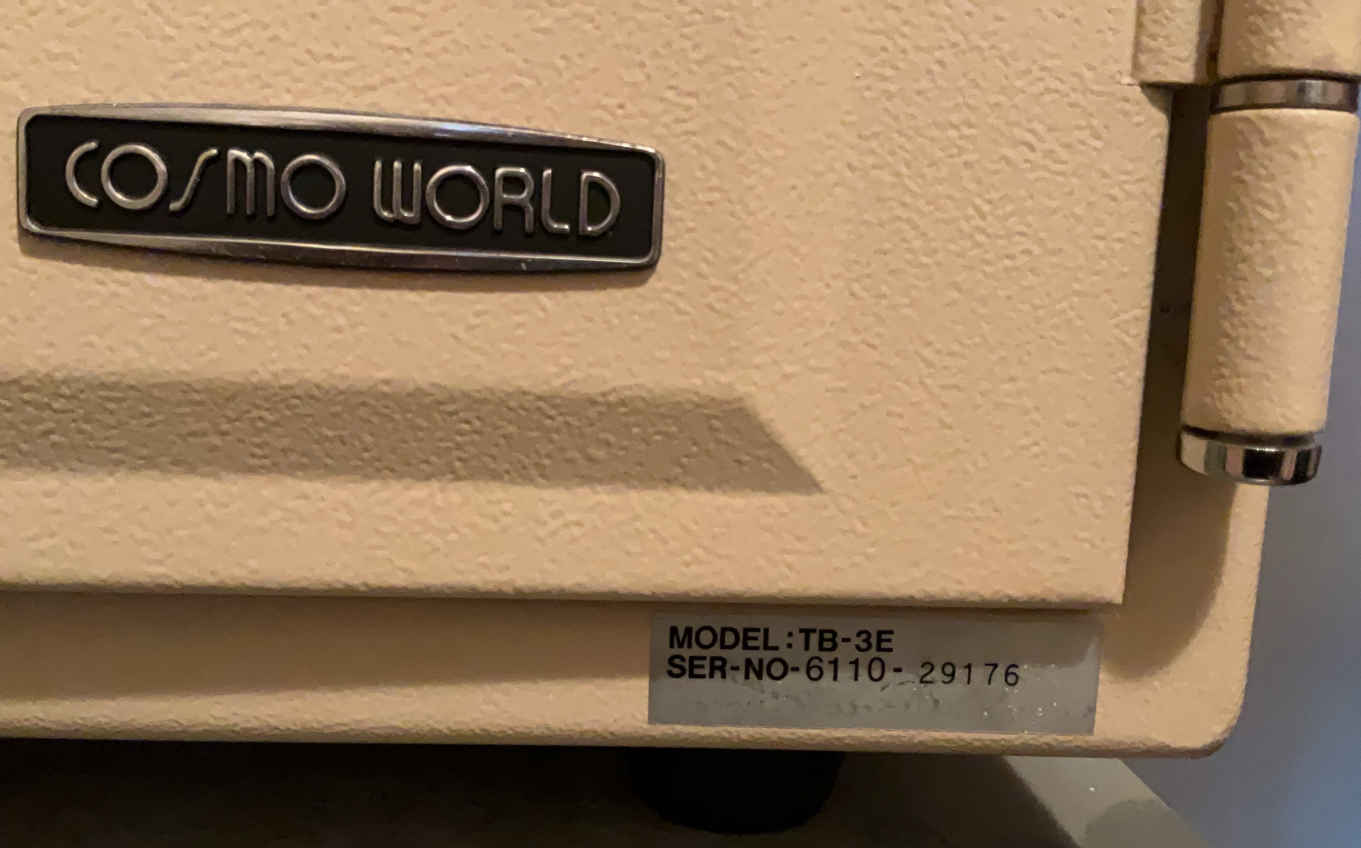 COSMO WORLD
MODEL:TB-3E
SER-NO-6110- 29176